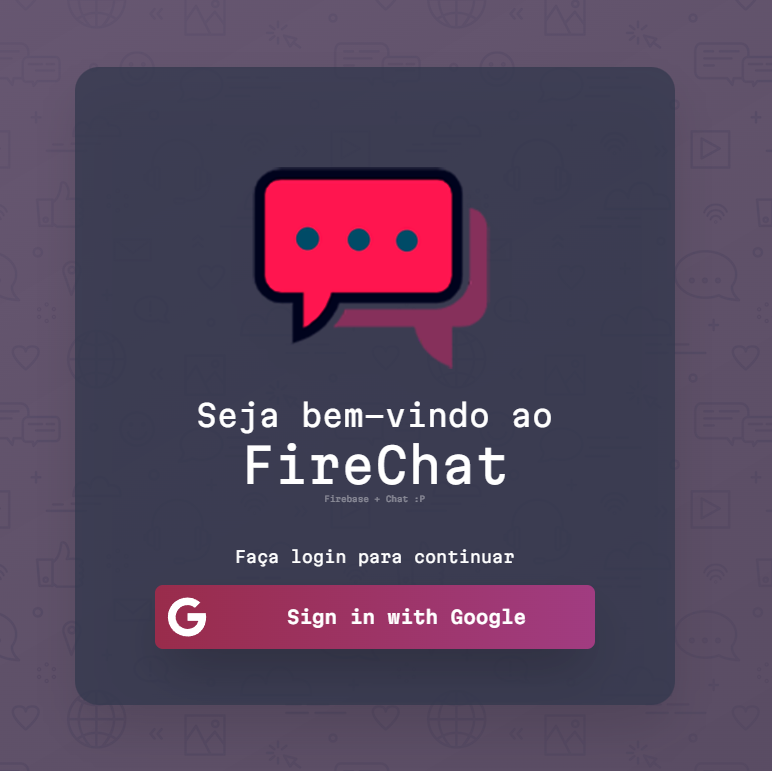 Seja bem-vindo ao
FireChat
Firebase + Chat :P
Faça login para continuar
G
Sign in with Google